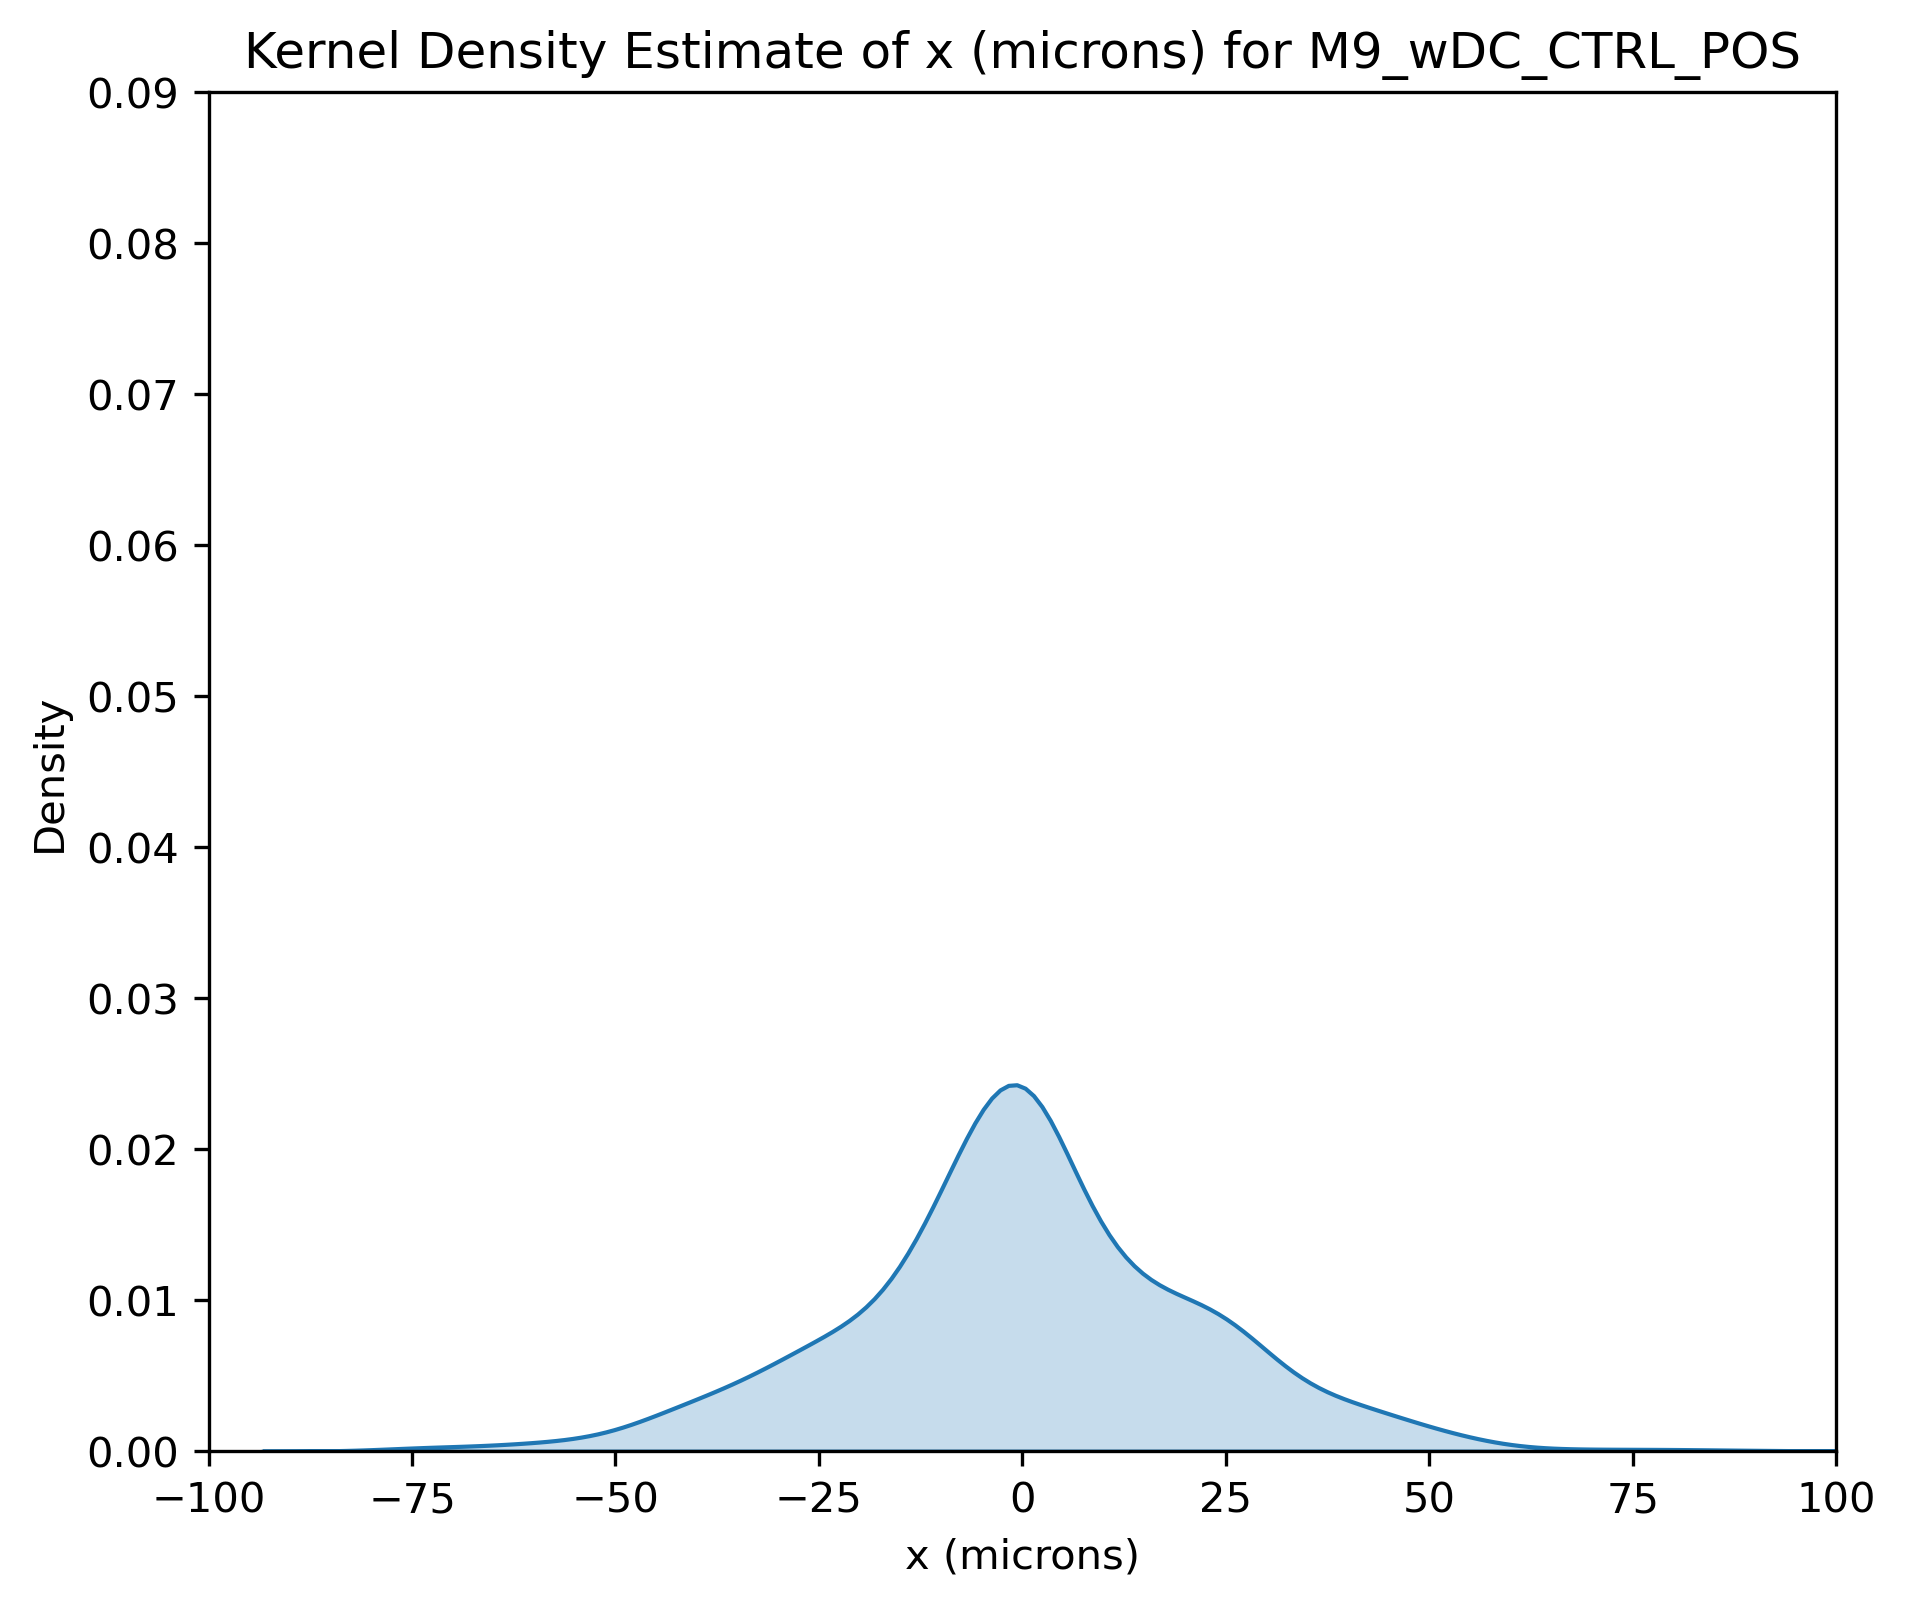 Kernel Density Estimate of x (microns) for M9_wDC_CTRL_POS
0.09
0.08
0.07
0.06
0.05
0.04
0.03
0.02
0.01
0.00
Density
−100 −75 −50 −25 0 25 50 75 100
x (microns)